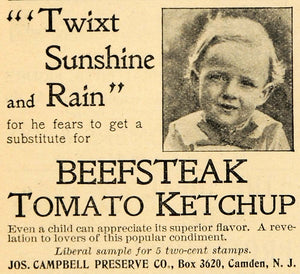 "“Twixt
Sunshine
and Rain”
for he fears to get a
substitute for
BEEFSTEAK
TOMATO KETCHUP
Even a child can appreciate its superior flavor. A reve-
lation to lovers of this popular condiment.
Liberal sample for 5 two-cent stamps.
JOS. CAMPBELL PRESERVE CO., Box 3620, Camden, N. J.